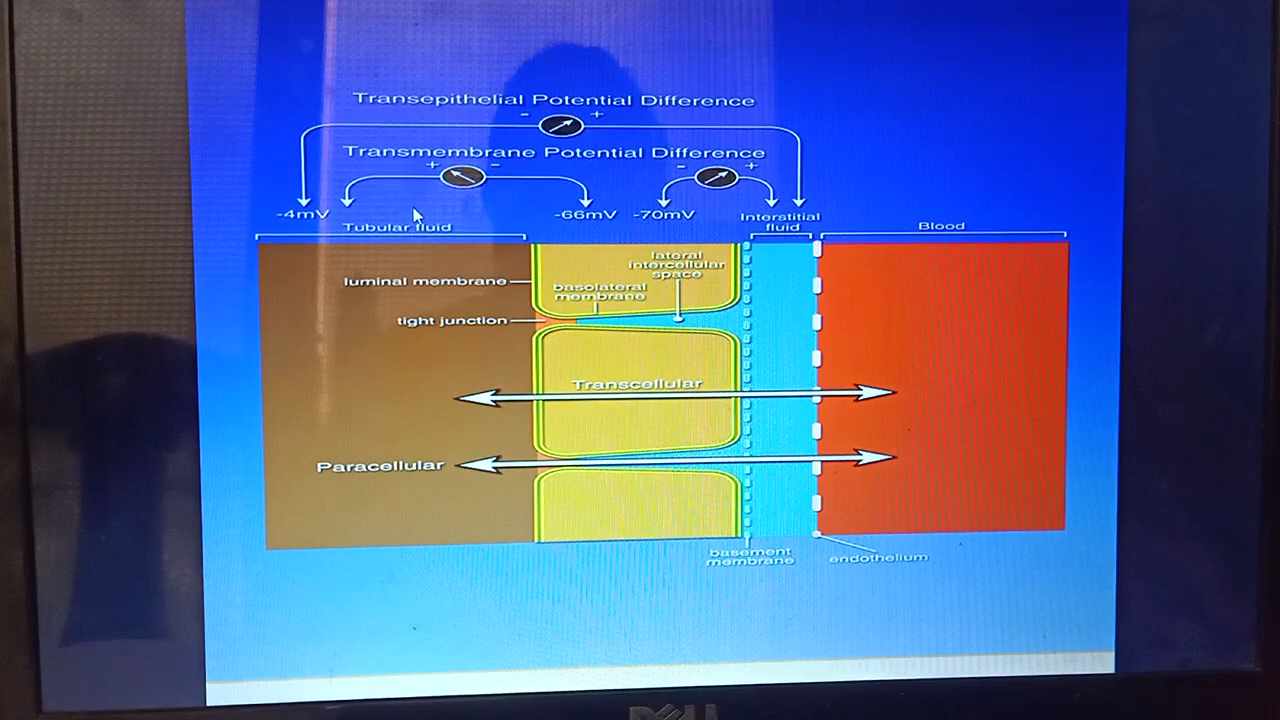 Transepithelial Potential Difference
- +
Transmembrane Potential Difference
+ - - +
-4mV -66mV -70mV
Tubular fluid
Interstitial
fluid
Blood
luminal membrane
lateral
intercellular
space
basolateral
membrane
tight junction
Transcellular
Paracellular
basement
membrane
endothelium
DELL